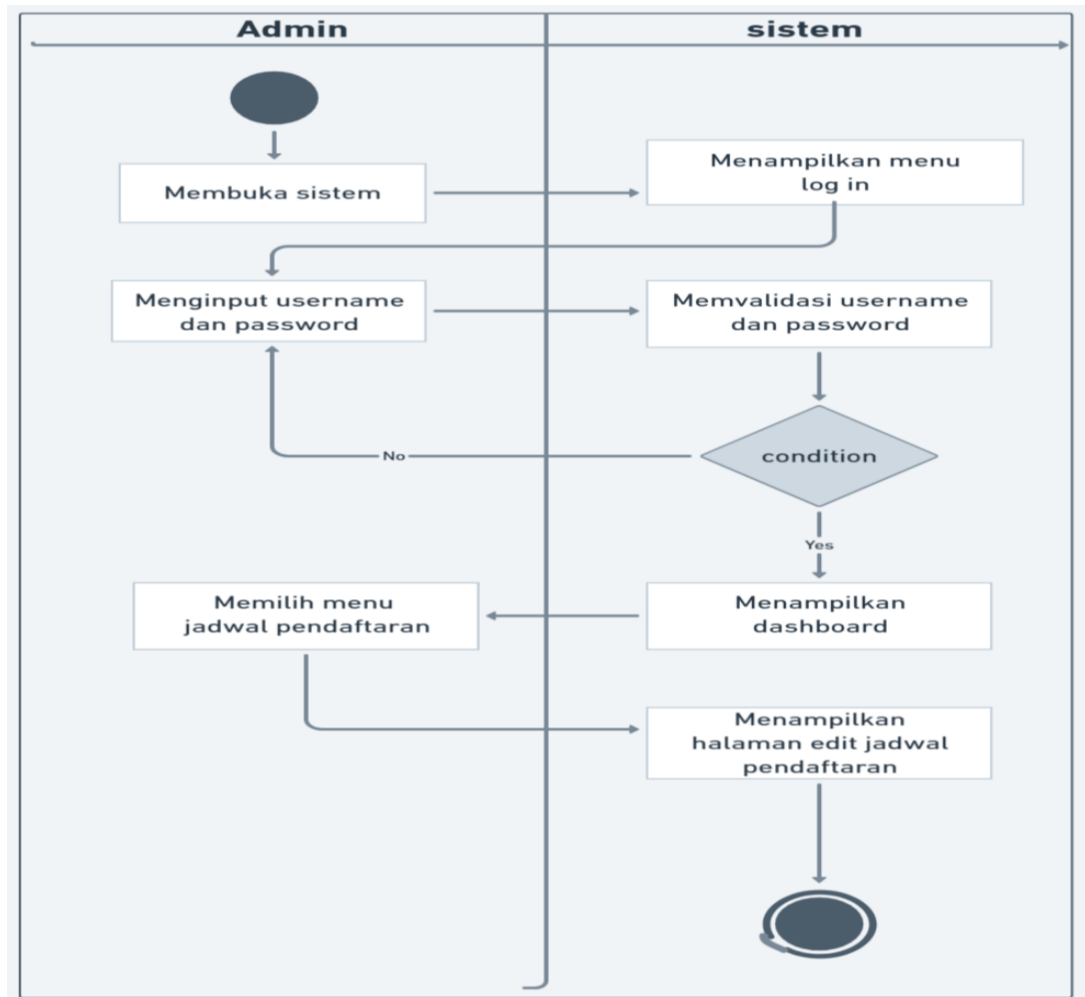 Admin
sistem
Membuka sistem
Menampilkan menu
log in
Menginput username
dan password
Memvalidasi username
dan password
condition
No
Yes
Memilih menu
jadwal pendaftaran
Menampilkan
dashboard
Menampilkan
halaman edit jadwal
pendaftaran